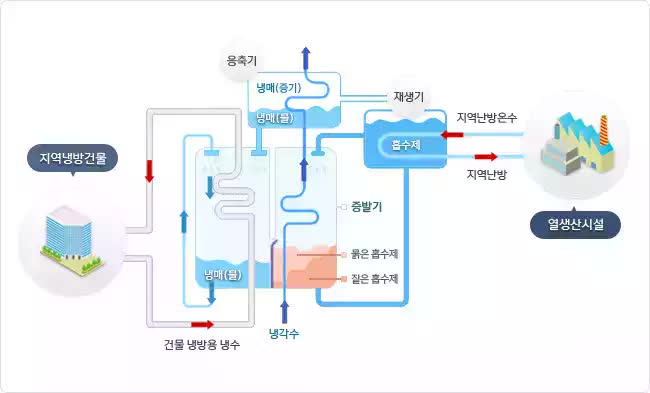 응축기
냉매(증기)
재생기
냉매(물)
지역난방온수
흡수제
지역냉방건물
지역난방
증발기
열생산시설
묽은 흡수제
냉매(물)
짙은 흡수제
냉각수
건물 냉방용 냉수